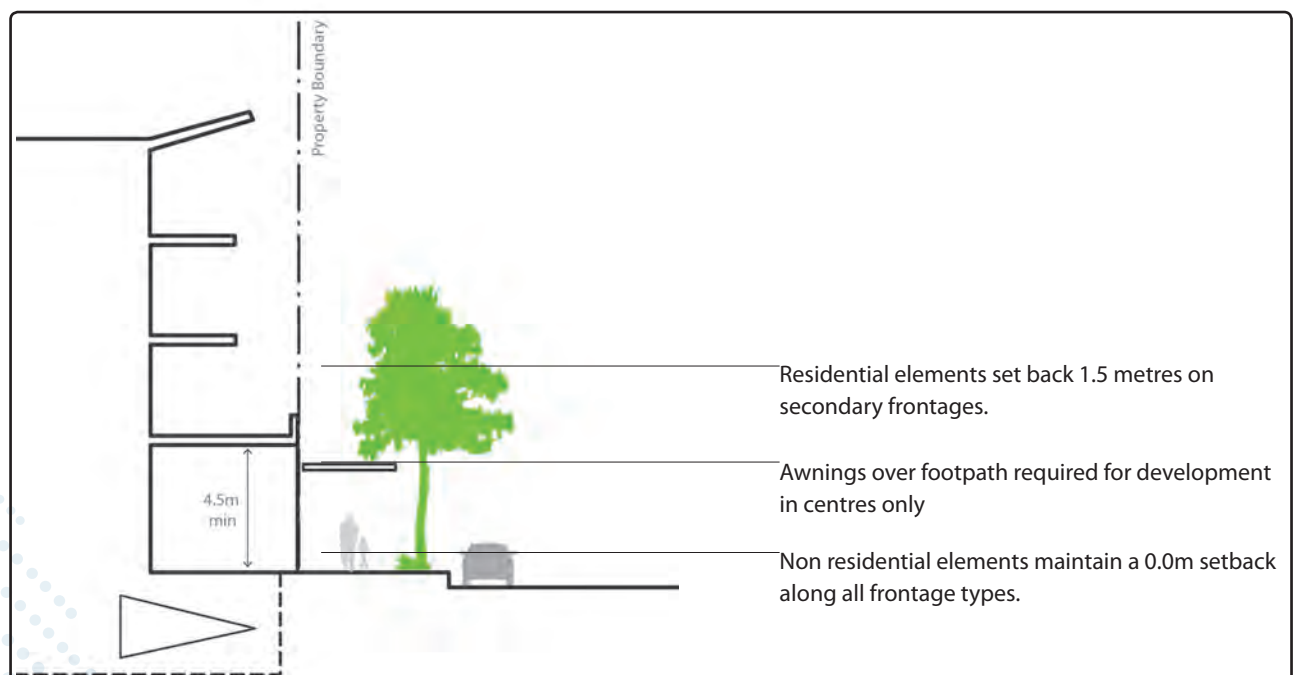 Property Boundary
Residential elements set back 1.5 metres on
secondary frontages.
Awnings over footpath required for development
in centres only
4.5m
min
Non residential elements maintain a 0.0m setback
along all frontage types.